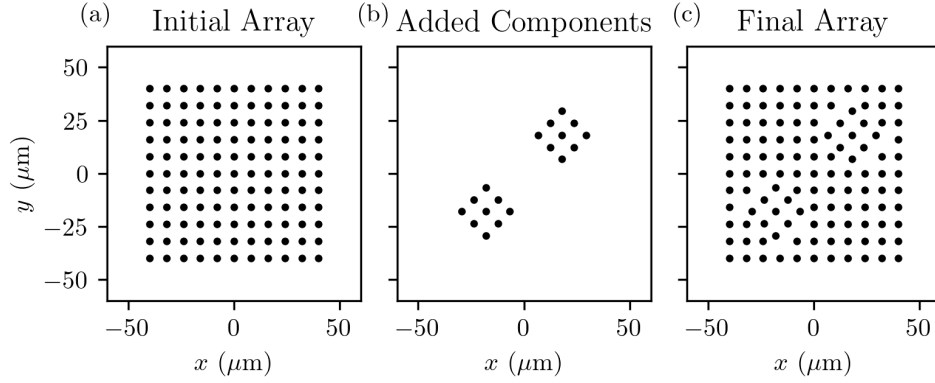 (a) Initial Array
(b) Added Components
(c) Final Array
50
25
0
−25
−50
y (μm)
−50 0 50
−50 0 50
−50 0 50
x (μm)
x (μm)
x (μm)